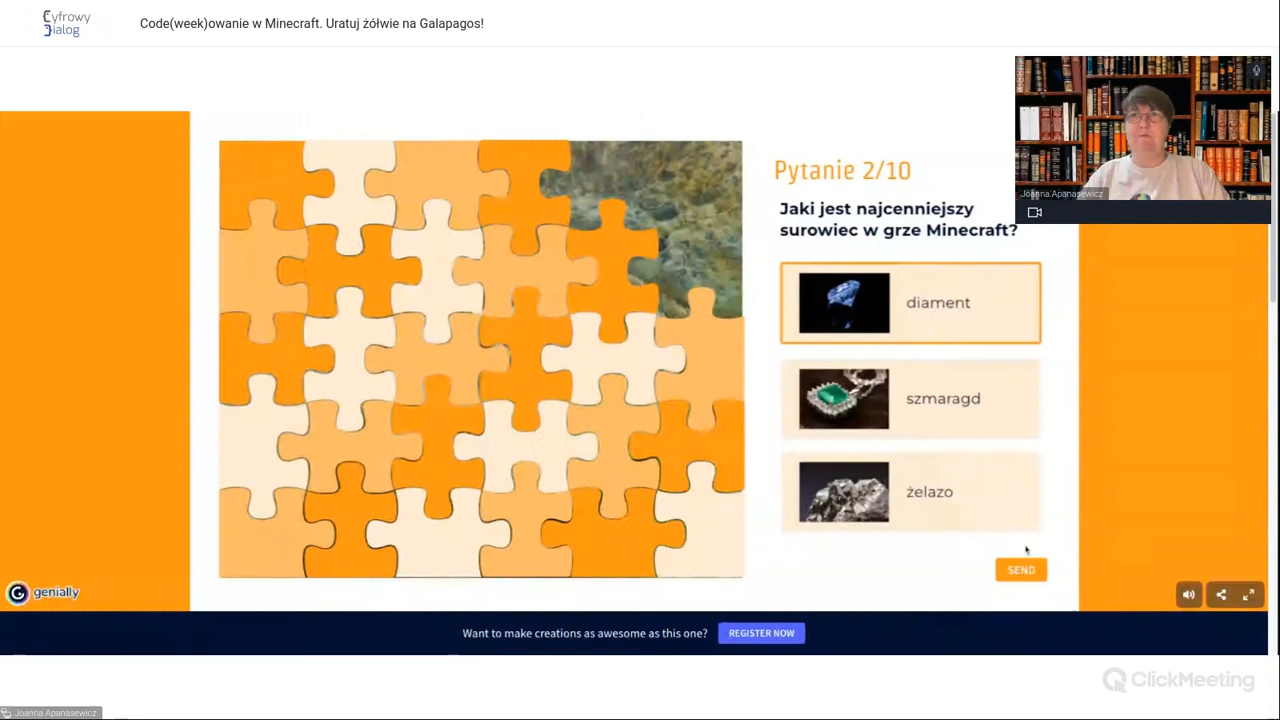 Cyfrowy
Dialog
Code(week)owanie w Minecraft. Uratuj żółwie na Galapagos!
Joanna Apanasewicz
Pytanie 2/10
Jaki jest najcenniejszy
surowiec w grze Minecraft?
diament
szmaragd
żelazo
SEND
genially
Want to make creations as awesome as this one?
REGISTER NOW
ClickMeeting
Joanna Apanasewicz